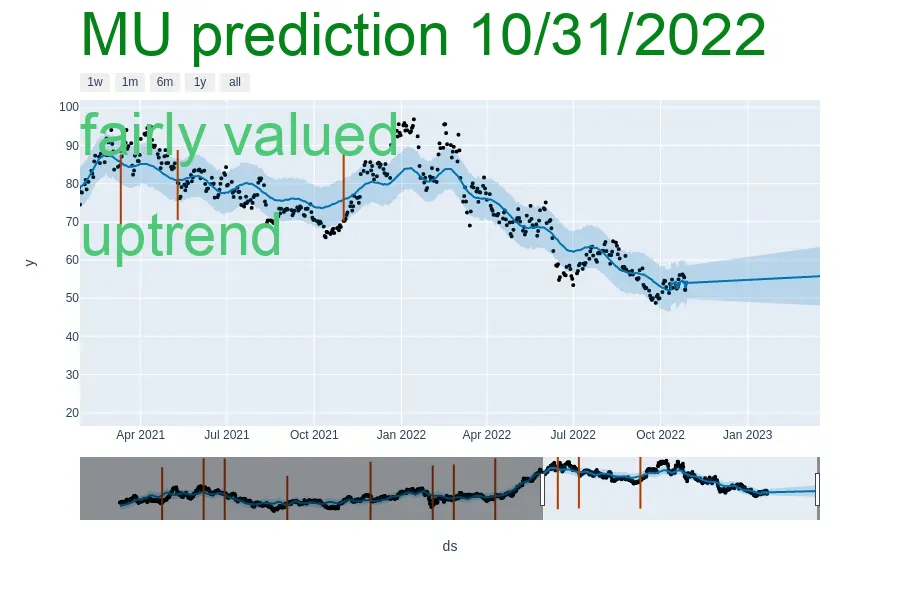 MU prediction 10/31/2022
1w 1m 6m 1y all
100
fairly valued
90
80
70
uptrend
60
y
50
40
30
20
Apr 2021 Jul 2021 Oct 2021 Jan 2022 Apr 2022 Jul 2022 Oct 2022 Jan 2023
ds